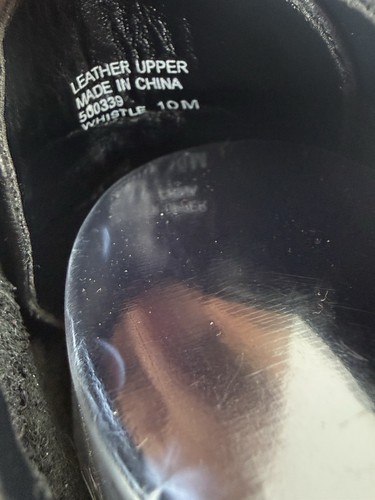 LEATHER UPPER
MADE IN CHINA
500339
WHISTLE 10M